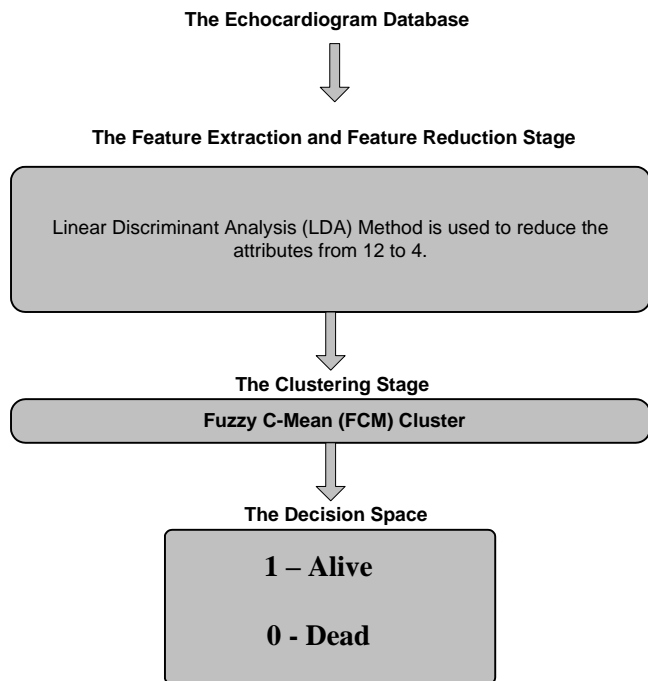 The Echocardiogram Database
The Feature Extraction and Feature Reduction Stage
Linear Discriminant Analysis (LDA) Method is used to reduce the
attributes from 12 to 4.
The Clustering Stage
Fuzzy C-Mean (FCM) Cluster
The Decision Space
1 – Alive
0 - Dead